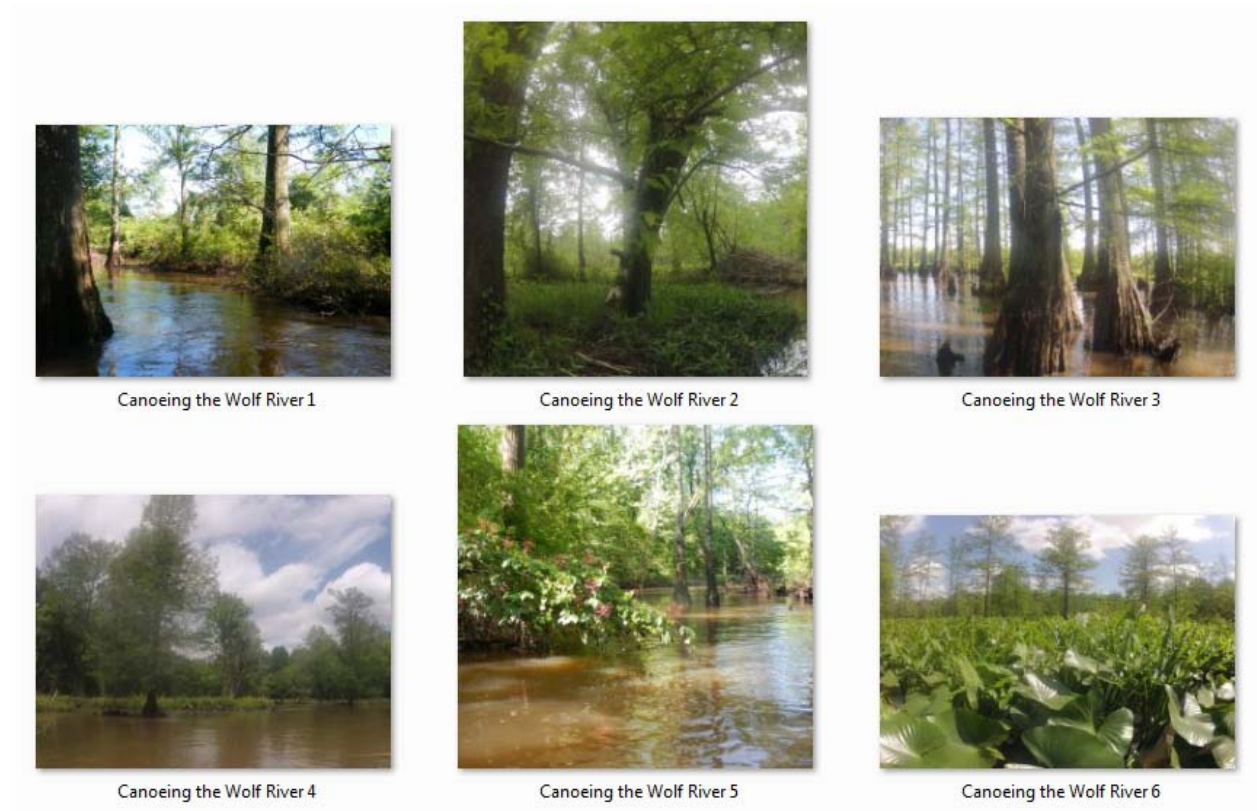 Canoeing the Wolf River 1
Canoeing the Wolf River 2
Canoeing the Wolf River 3
Canoeing the Wolf River 4
Canoeing the Wolf River 5
Canoeing the Wolf River 6